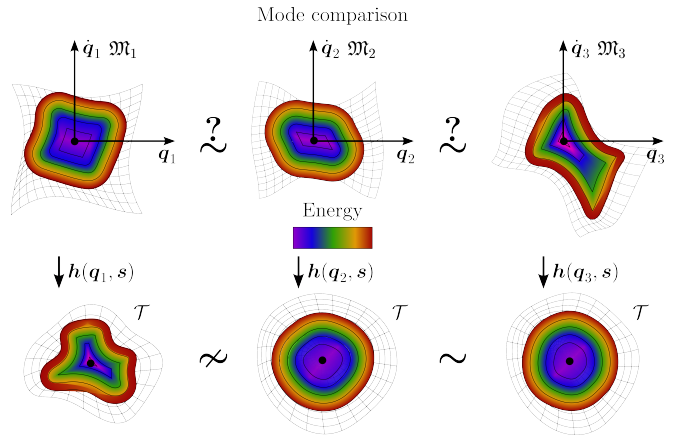 Mode comparison
q̇₁ 𝔐₁ q̇₂ 𝔐₂ q̇₃ 𝔐₃
? ?
∼ ∼
q₁ q₂ q₃
Energy
h(q₁, s) h(q₂, s) h(q₃, s)
𝒯 𝒯 𝒯
≁ ∼